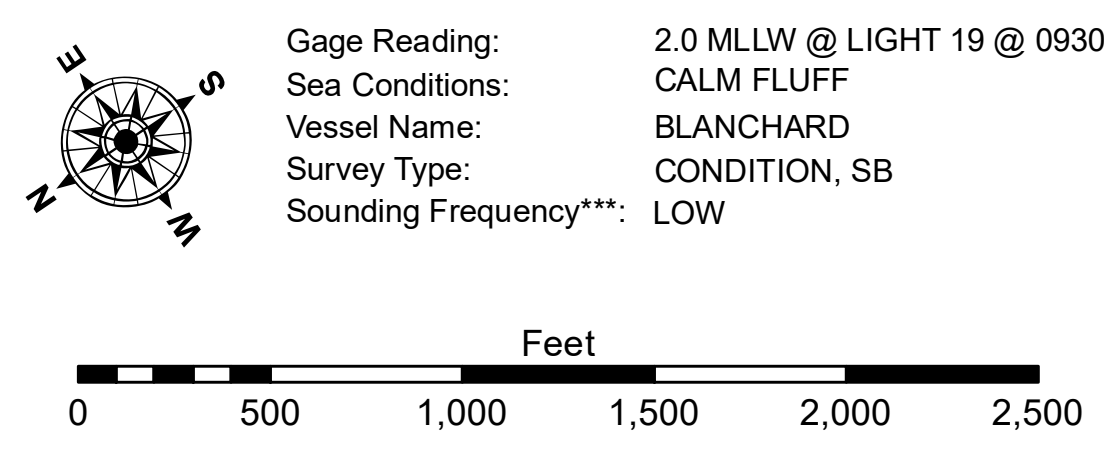 E
S
N
W
Gage Reading: 2.0 MLLW @ LIGHT 19 @ 0930
Sea Conditions: CALM FLUFF
Vessel Name: BLANCHARD
Survey Type: CONDITION, SB
Sounding Frequency***: LOW
Feet
0 500 1,000 1,500 2,000 2,500